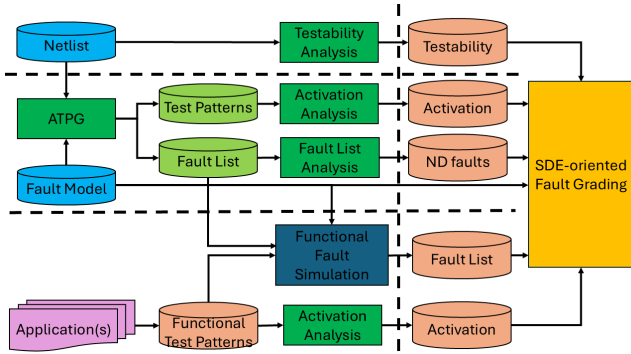 Netlist
Testability
Analysis
Testability
ATPG
Test Patterns
Activation
Analysis
Activation
Fault List
Fault List
Analysis
ND faults
SDE-oriented
Fault Grading
Fault Model
Functional
Fault
Simulation
Fault List
Application(s)
Functional
Test Patterns
Activation
Analysis
Activation